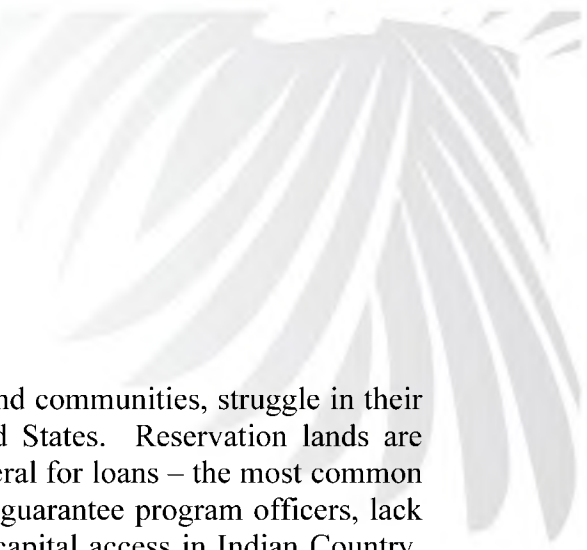 nd communities, struggle in their
d States. Reservation lands are
eral for loans – the most common
guarantee program officers, lack
capital access in Indian Country.